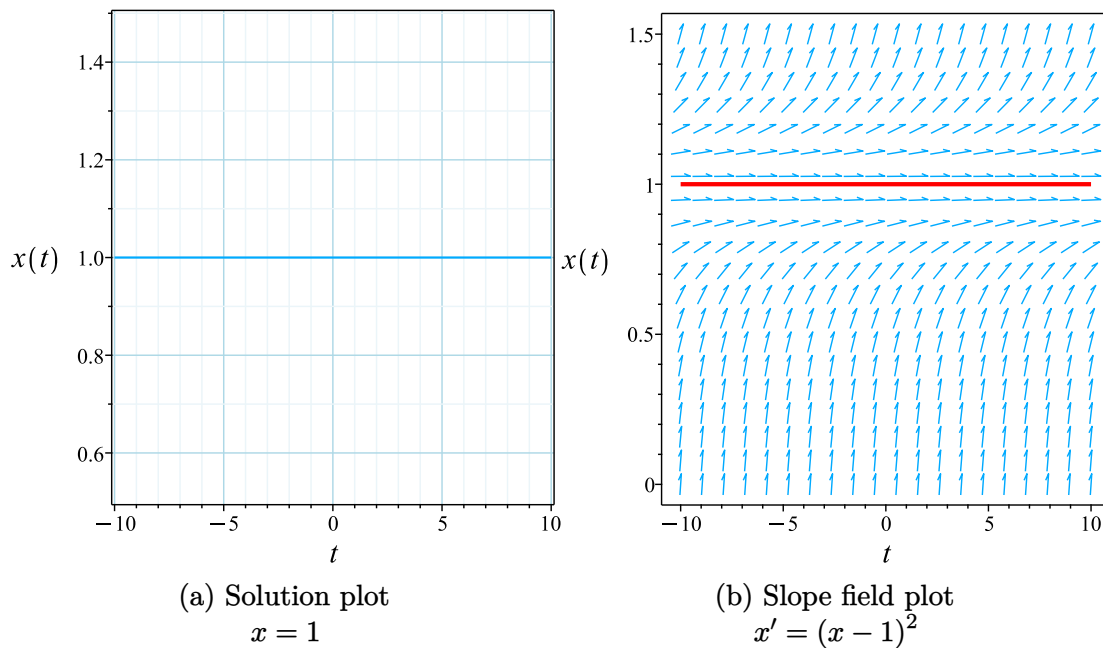 1.4
1.2
x(t)
1.0
0.8
0.6
−10
−5
0
5
10
t
(a) Solution plot
x = 1
1.5
1
x(t)
0.5
0
−10
−5
0
5
10
t
(b) Slope field plot
x′ = (x − 1)²